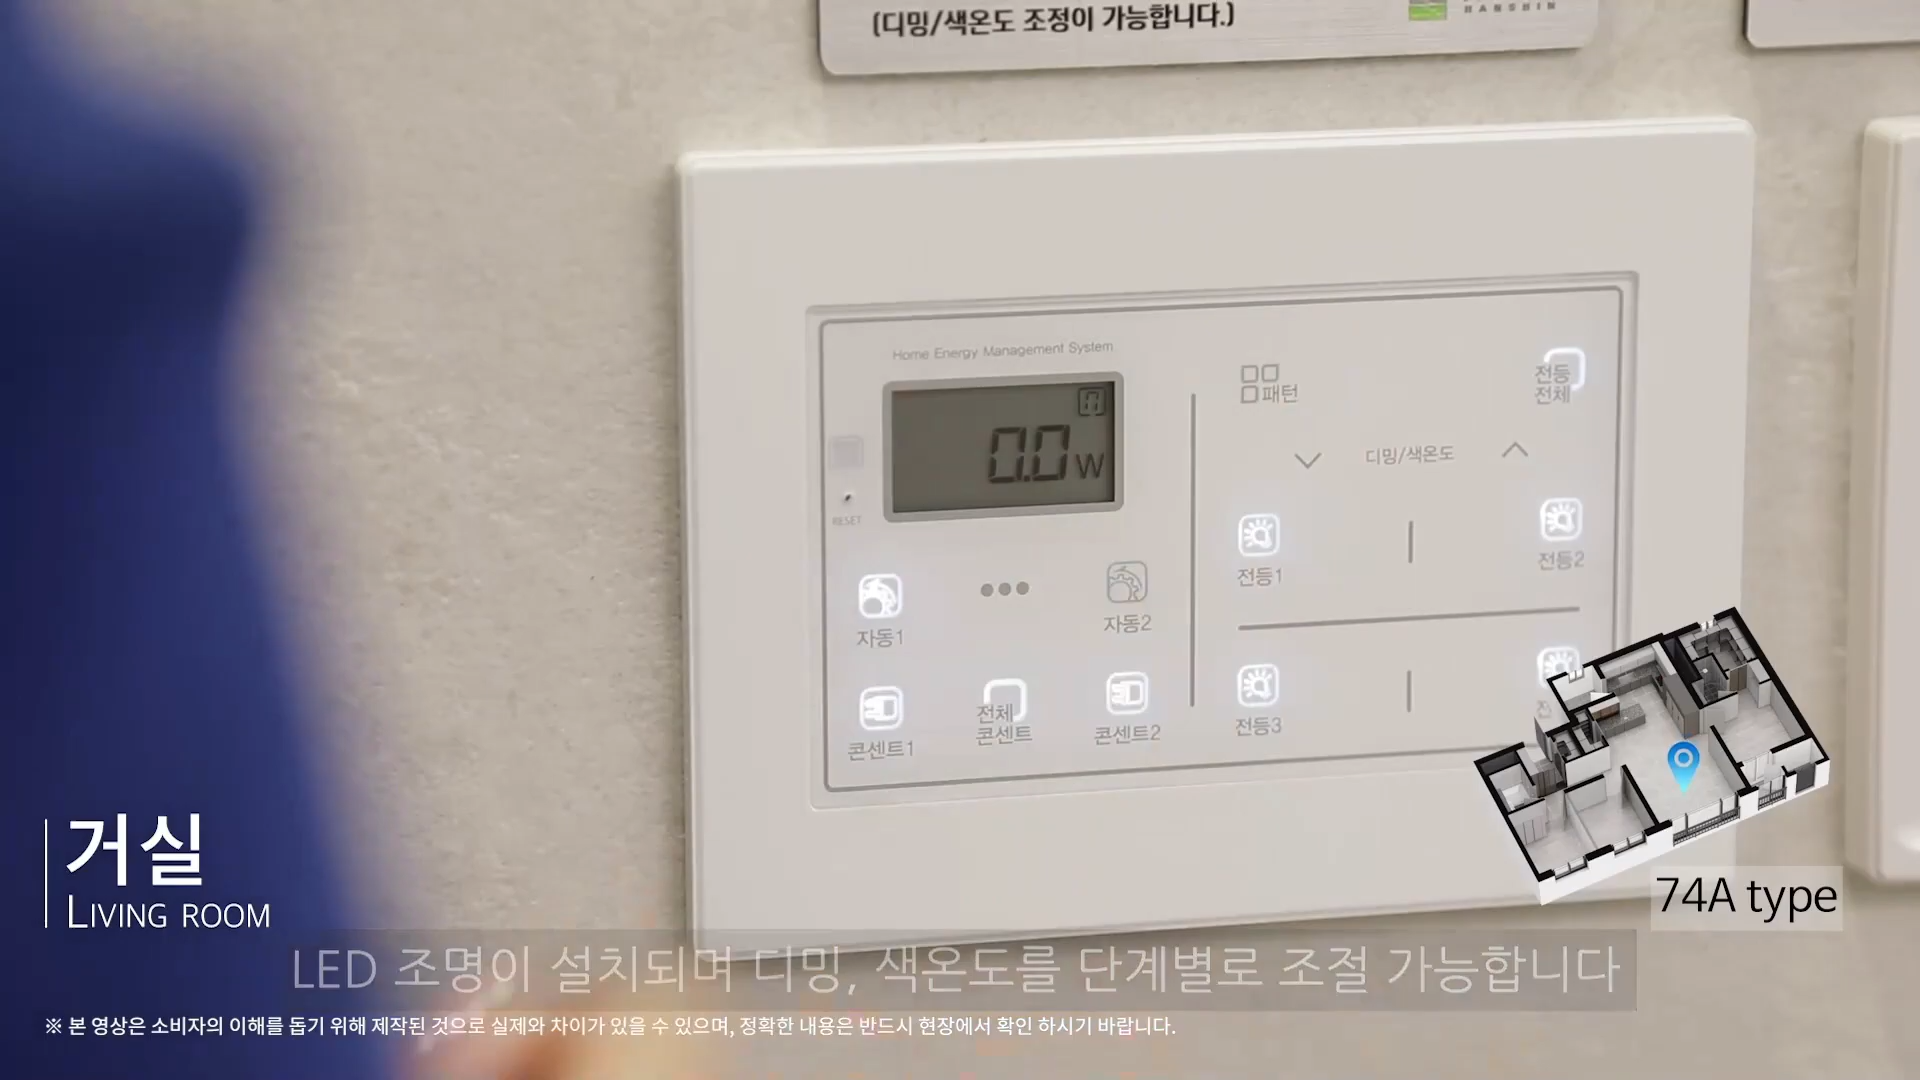 (디밍/색온도 조정이 가능합니다.)
HANSHIN
Home Energy Management System
0.0 W
RESET
패턴
전등
전체
디밍/색온도
전등1
전등2
자동1
자동2
전등3
콘센트1
전체
콘센트
콘센트2
74A type
거실
LIVING ROOM
LED 조명이 설치되며 디밍, 색온도를 단계별로 조절 가능합니다
※ 본 영상은 소비자의 이해를 돕기 위해 제작된 것으로 실제와 차이가 있을 수 있으며, 정확한 내용은 반드시 현장에서 확인 하시기 바랍니다.